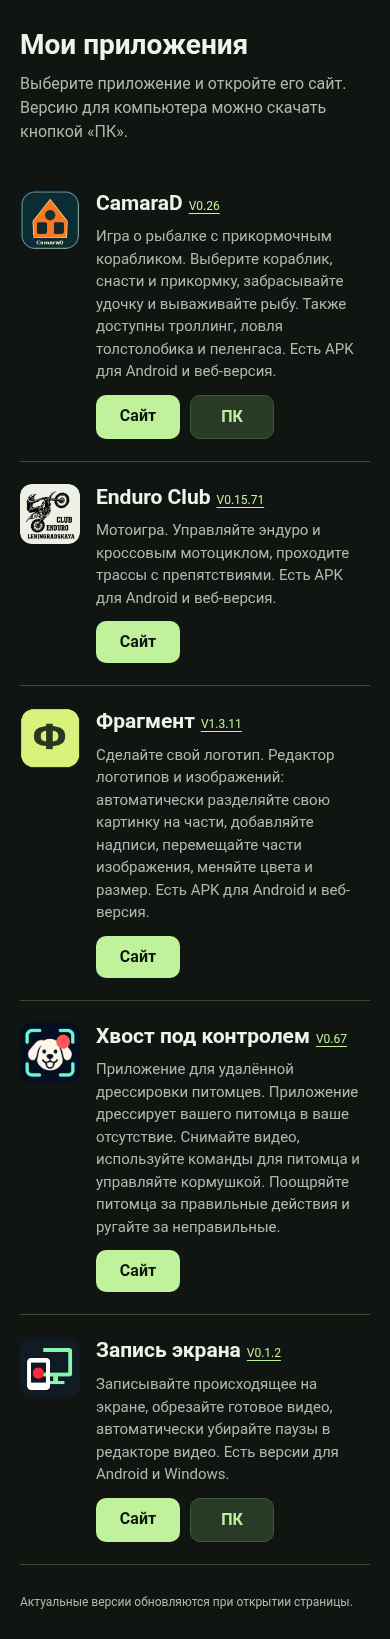 Мои приложения
Выберите приложение и откройте его сайт.
Версию для компьютера можно скачать
кнопкой «ПК».
CamaraD
CamaraD V0.26
Игра о рыбалке с прикормочным
корабликом. Выберите кораблик,
снасти и прикормку, забрасывайте
удочку и вываживайте рыбу. Также
доступны троллинг, ловля
толстолобика и пеленгаса. Есть APK
для Android и веб-версия.
Сайт ПК
CLUB
ENDURO
LENINGRADSKAYA
Enduro Club V0.15.71
Мотоигра. Управляйте эндуро и
кроссовым мотоциклом, проходите
трассы с препятствиями. Есть APK
для Android и веб-версия.
Сайт
Ф
Фрагмент V1.3.11
Сделайте свой логотип. Редактор
логотипов и изображений:
автоматически разделяйте свою
картинку на части, добавляйте
надписи, перемещайте части
изображения, меняйте цвета и
размер. Есть APK для Android и веб-
версия.
Сайт
Хвост под контролем V0.67
Приложение для удалённой
дрессировки питомцев. Приложение
дрессирует вашего питомца в ваше
отсутствие. Снимайте видео,
используйте команды для питомца и
управляйте кормушкой. Поощряйте
питомца за правильные действия и
ругайте за неправильные.
Сайт
Запись экрана V0.1.2
Записывайте происходящее на
экране, обрезайте готовое видео,
автоматически убирайте паузы в
редакторе видео. Есть версии для
Android и Windows.
Сайт ПК
Актуальные версии обновляются при открытии страницы.